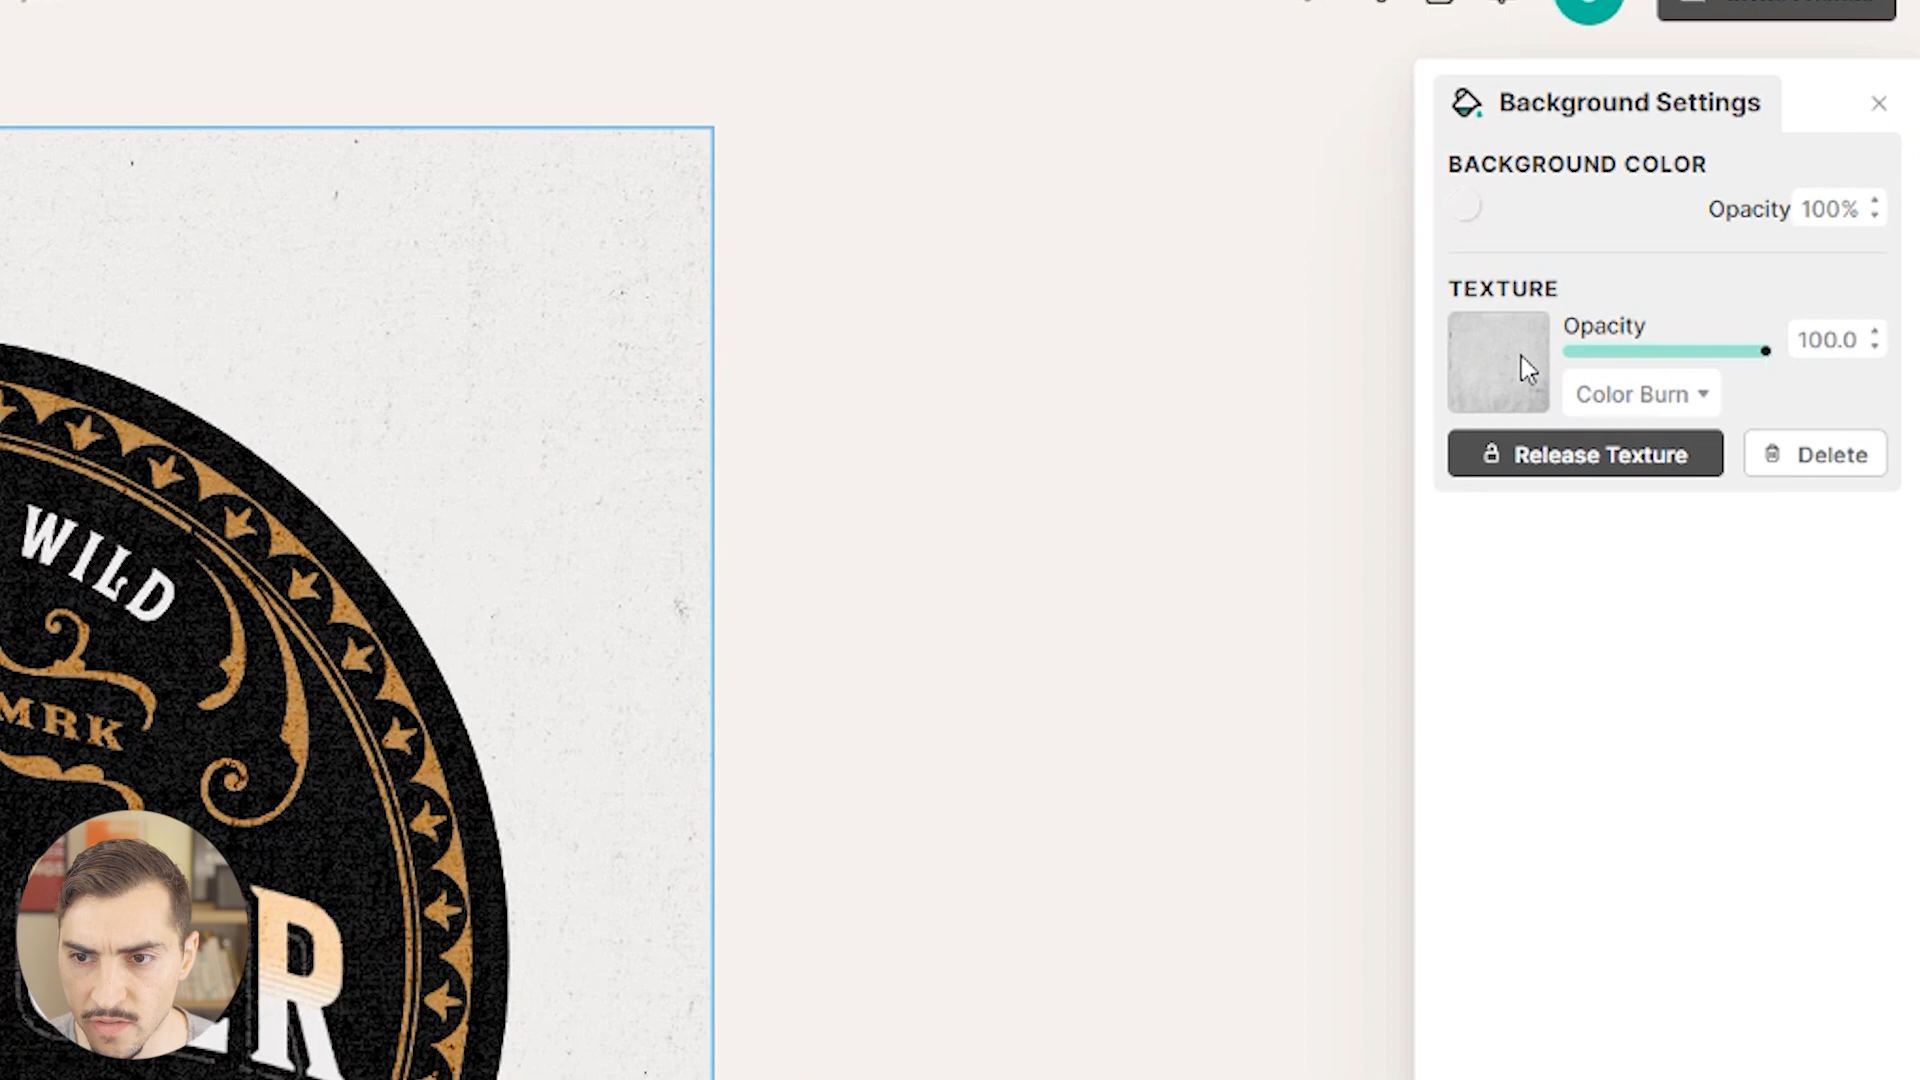 Background Settings
BACKGROUND COLOR
Opacity 100%
TEXTURE
Opacity
100.0
Color Burn
Release Texture
Delete
WILD
MRK
R